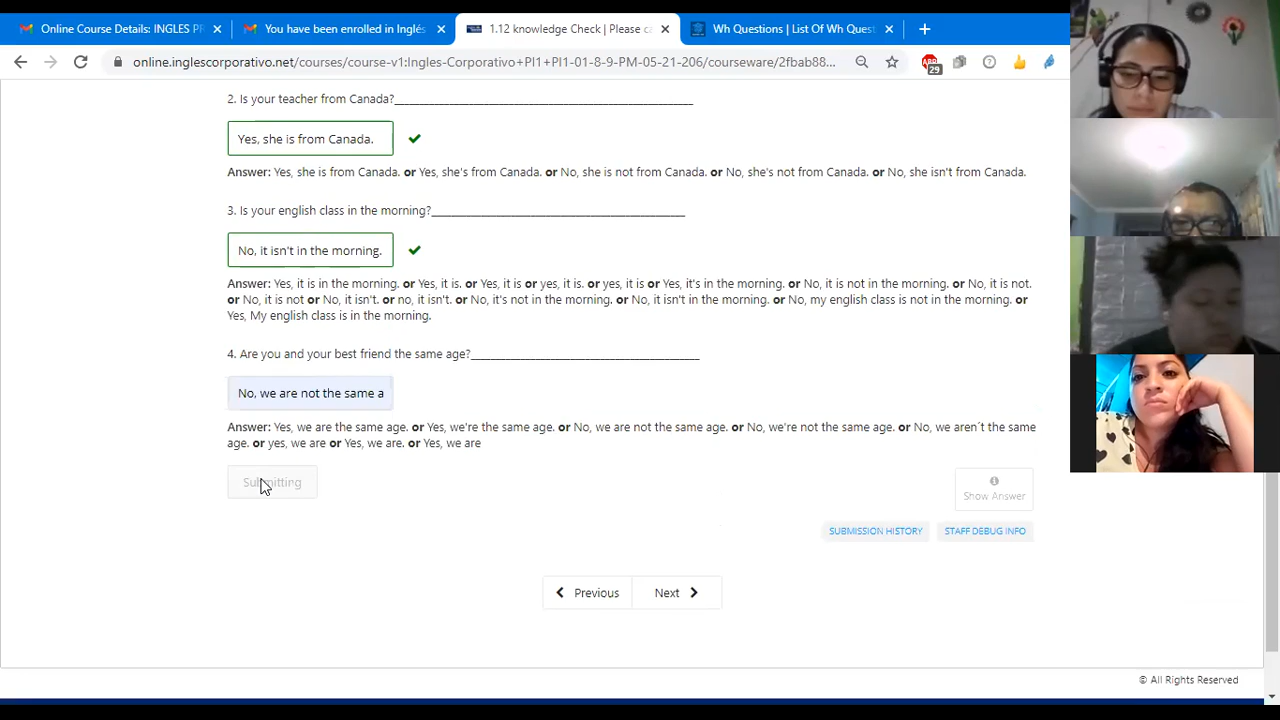 Online Course Details: INGLES PR
You have been enrolled in Inglés
1.12 knowledge Check | Please ca
Wh Questions | List Of Wh Quest
online.inglescorporativo.net/courses/course-v1:Ingles-Corporativo+PI1+PI1-01-8-9-PM-05-21-206/courseware/2fbab88...
29
2. Is your teacher from Canada?
Yes, she is from Canada.
Answer: Yes, she is from Canada. or Yes, she's from Canada. or No, she is not from Canada. or No, she's not from Canada. or No, she isn't from Canada.
3. Is your english class in the morning?
No, it isn't in the morning.
Answer: Yes, it is in the morning. or Yes, it is. or Yes, it is or yes, it is. or yes, it is or Yes, it's in the morning. or No, it is not in the morning. or No, it is not.
or No, it is not or No, it isn't. or no, it isn't. or No, it's not in the morning. or No, it isn't in the morning. or No, my english class is not in the morning. or
Yes, My english class is in the morning.
4. Are you and your best friend the same age?
No, we are not the same a
Answer: Yes, we are the same age. or Yes, we're the same age. or No, we are not the same age. or No, we're not the same age. or No, we aren´t the same
age. or yes, we are or Yes, we are. or Yes, we are
Submitting
Show Answer
SUBMISSION HISTORY
STAFF DEBUG INFO
Previous
Next
© All Rights Reserved